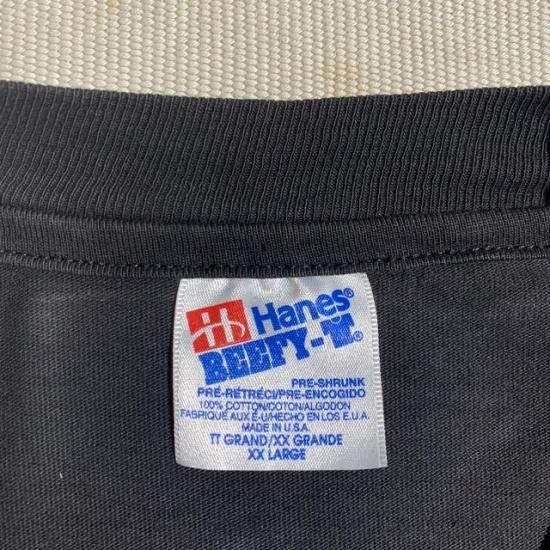 Hanes®
BEEFY-T®
PRE-SHRUNK
PRÉ-RÉTRÉCI/PRE-ENCOGIDO
100% COTTON/COTON/ALGODON
FABRIQUÉ AUX É-U/HECHO EN LOS E.U.A.
MADE IN U.S.A.
TT GRAND/XX GRANDE
XX LARGE